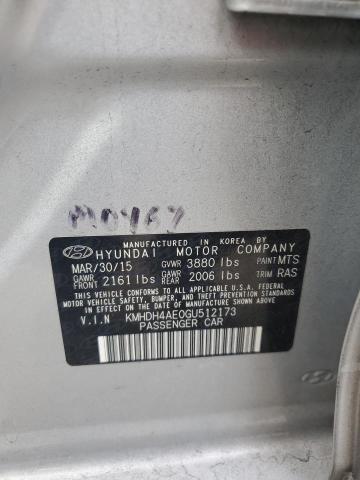 MANUFACTURED IN KOREA BY
HYUNDAI MOTOR COMPANY
MAR/30/15 GVWR 3880 lbs PAINT MTS
GAWR FRONT 2161 lbs GAWR REAR 2006 lbs TRIM RAS
THIS VEHICLE CONFORMS TO ALL APPLICABLE U.S.A FEDERAL
MOTOR VEHICLE SAFETY, BUMPER, AND THEFT PREVENTION
STANDARDS IN EFFECT ON THE DATE OF MANUFACTURE SHOWN ABOVE.
V.I.N KMHDH4AE0GU512173
PASSENGER CAR